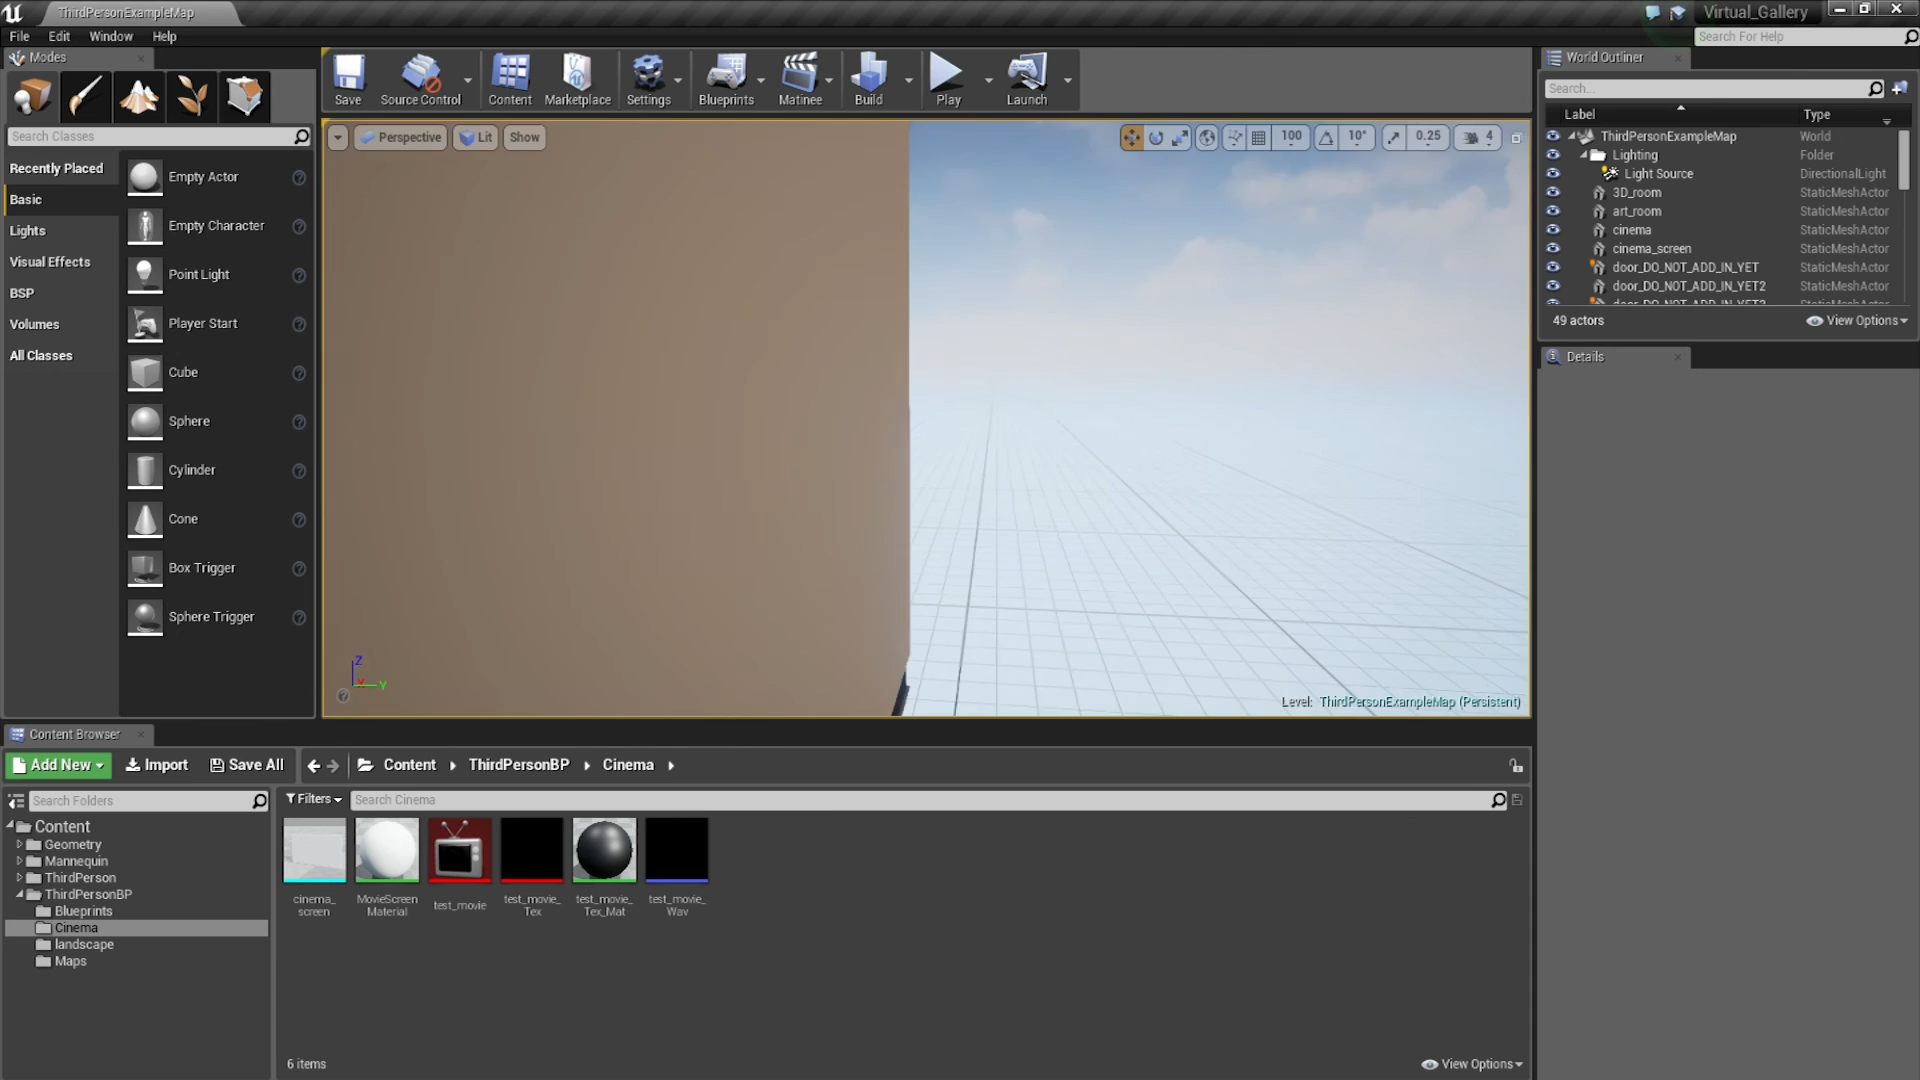 ThirdPersonExampleMap
Virtual_Gallery
File Edit Window Help
Search For Help
Modes
Search Classes
Recently Placed
Basic
Lights
Visual Effects
BSP
Volumes
All Classes
Empty Actor
Empty Character
Point Light
Player Start
Cube
Sphere
Cylinder
Cone
Box Trigger
Sphere Trigger
Save Source Control Content Marketplace Settings Blueprints Matinee Build Play Launch
Perspective Lit Show
100 10° 0.25 4
Z
X Y
Level: ThirdPersonExampleMap (Persistent)
World Outliner
Search...
Label Type
ThirdPersonExampleMap World
Lighting Folder
Light Source DirectionalLight
3D_room StaticMeshActor
art_room StaticMeshActor
cinema StaticMeshActor
cinema_screen StaticMeshActor
door_DO_NOT_ADD_IN_YET StaticMeshActor
door_DO_NOT_ADD_IN_YET2 StaticMeshActor
49 actors View Options
Details
Content Browser
Add New Import Save All Content ThirdPersonBP Cinema
Search Folders
Content
Geometry
Mannequin
ThirdPerson
ThirdPersonBP
Blueprints
Cinema
landscape
Maps
Filters Search Cinema
cinema_
screen
MovieScreen
Material
test_movie
test_movie_
Tex
test_movie_
Tex_Mat
test_movie_
Wav
6 items View Options